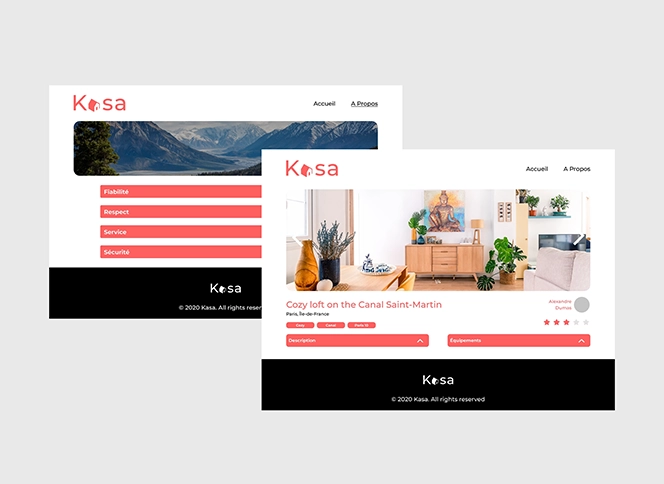 Kasa
Accueil
A Propos
Fiabilité
Respect
Service
Sécurité
Kasa
© 2020 Kasa. All rights reser
Kasa
Accueil
A Propos
Cozy loft on the Canal Saint-Martin
Paris, Île-de-France
Cozy
Canal
Paris 10
Alexandre
Dumas
Description
Équipements
Kasa
© 2020 Kasa. All rights reserved